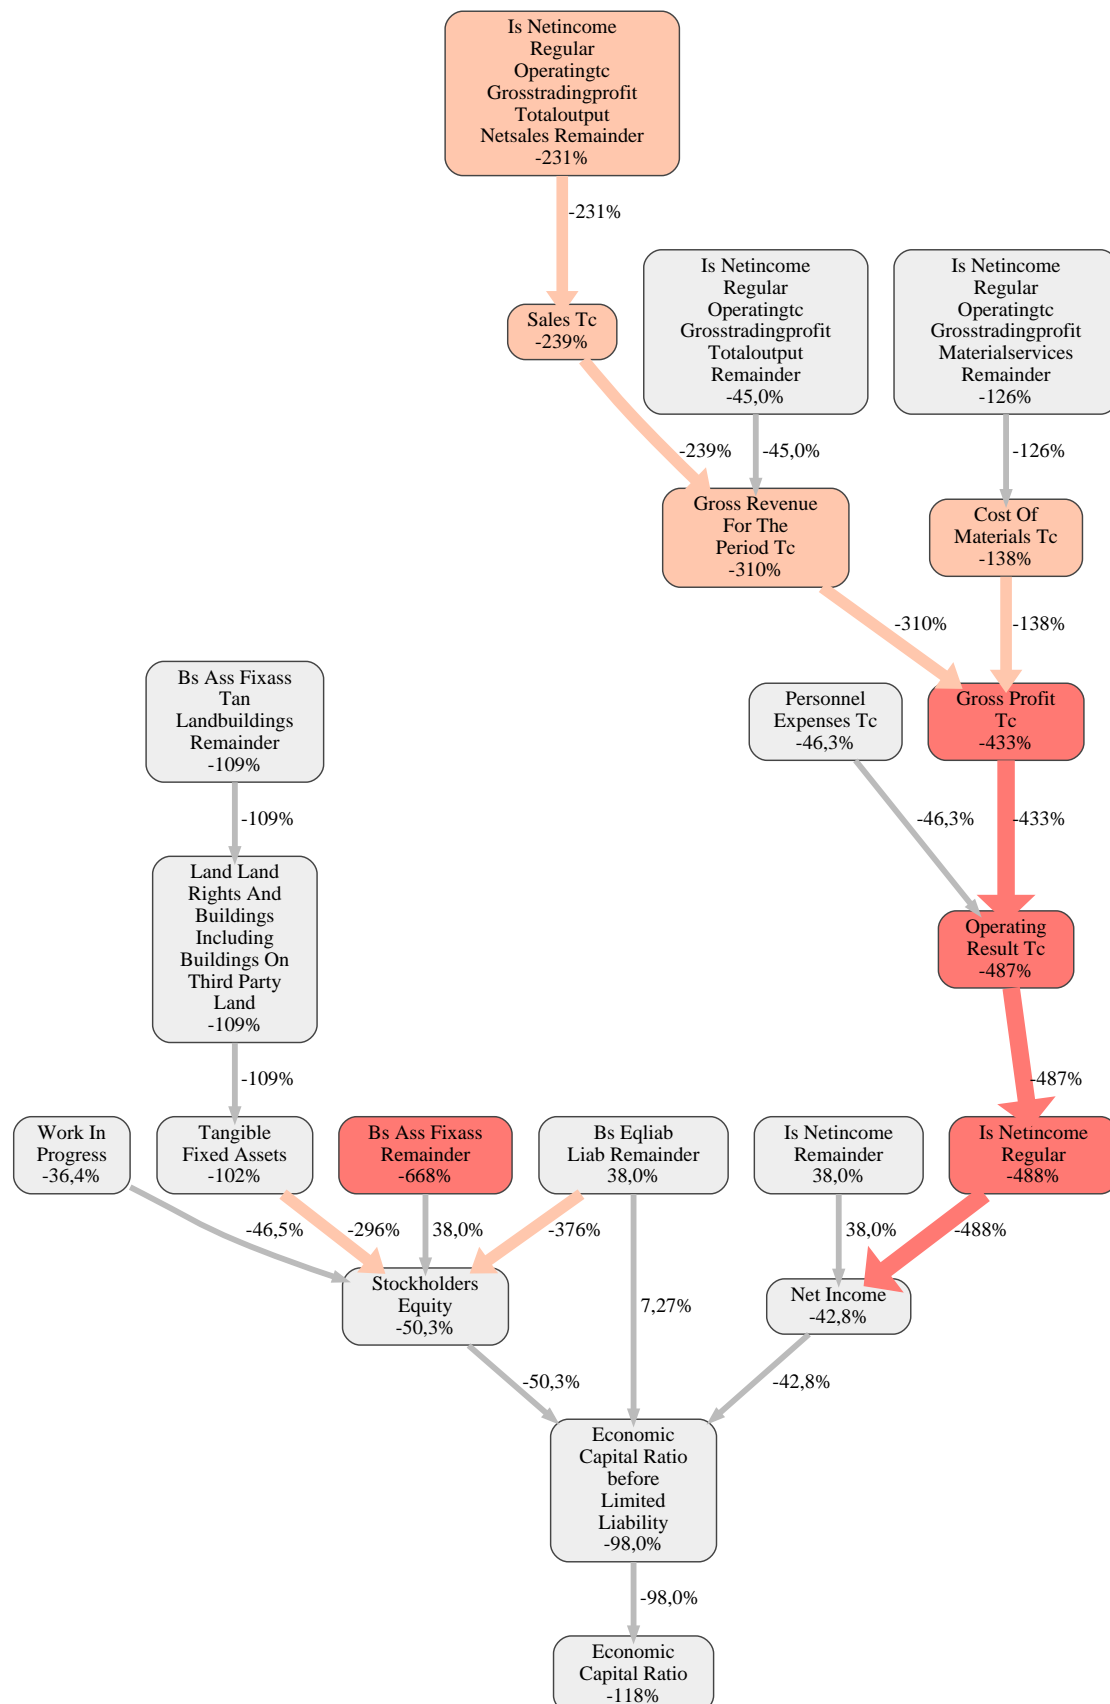 Is Netincome
Regular
Operatingtc
Grosstradingprofit
Totaloutput
Netsales Remainder
-231%
-231%
Sales Tc
-239%
Is Netincome
Regular
Operatingtc
Grosstradingprofit
Totaloutput
Remainder
-45,0%
Is Netincome
Regular
Operatingtc
Grosstradingprofit
Materialservices
Remainder
-126%
-239%
-45,0%
-126%
Gross Revenue
For The
Period Tc
-310%
Cost Of
Materials Tc
-138%
-310%
-138%
Bs Ass Fixass
Tan
Landbuildings
Remainder
-109%
Personnel
Expenses Tc
-46,3%
Gross Profit
Tc
-433%
-109%
-46,3%
-433%
Land Land
Rights And
Buildings
Including
Buildings On
Third Party
Land
-109%
Operating
Result Tc
-487%
-109%
-487%
Work In
Progress
-36,4%
Tangible
Fixed Assets
-102%
Bs Ass Fixass
Remainder
-668%
Bs Eqliab
Liab Remainder
38,0%
Is Netincome
Remainder
38,0%
Is Netincome
Regular
-488%
-46,5%
-296%
38,0%
-376%
38,0%
-488%
Stockholders
Equity
-50,3%
7,27%
Net Income
-42,8%
-50,3%
-42,8%
Economic
Capital Ratio
before
Limited
Liability
-98,0%
-98,0%
Economic
Capital Ratio
-118%